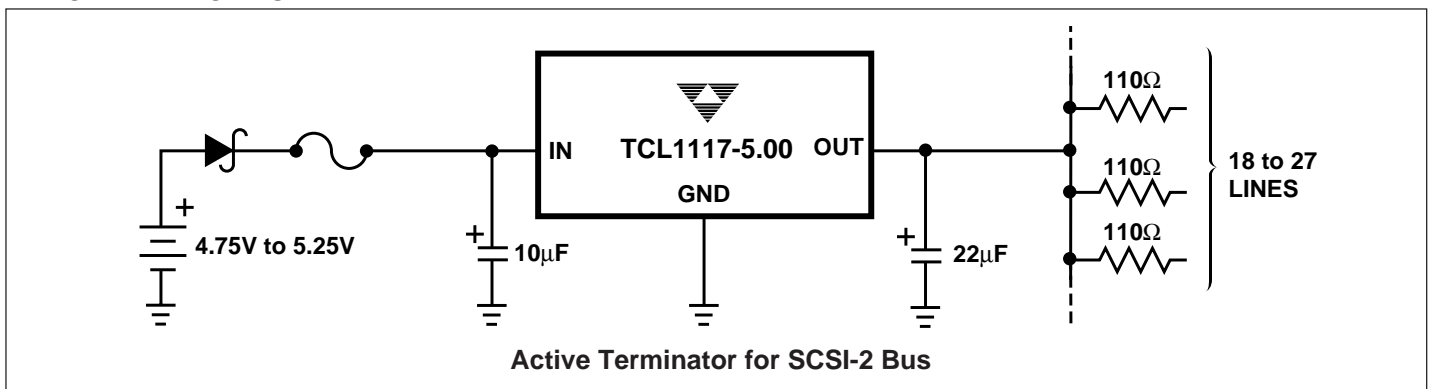 110Ω
IN
TCL1117-5.00
OUT
GND
110Ω
18 to 27
LINES
+
4.75V to 5.25V
+
10µF
+
22µF
110Ω
Active Terminator for SCSI-2 Bus